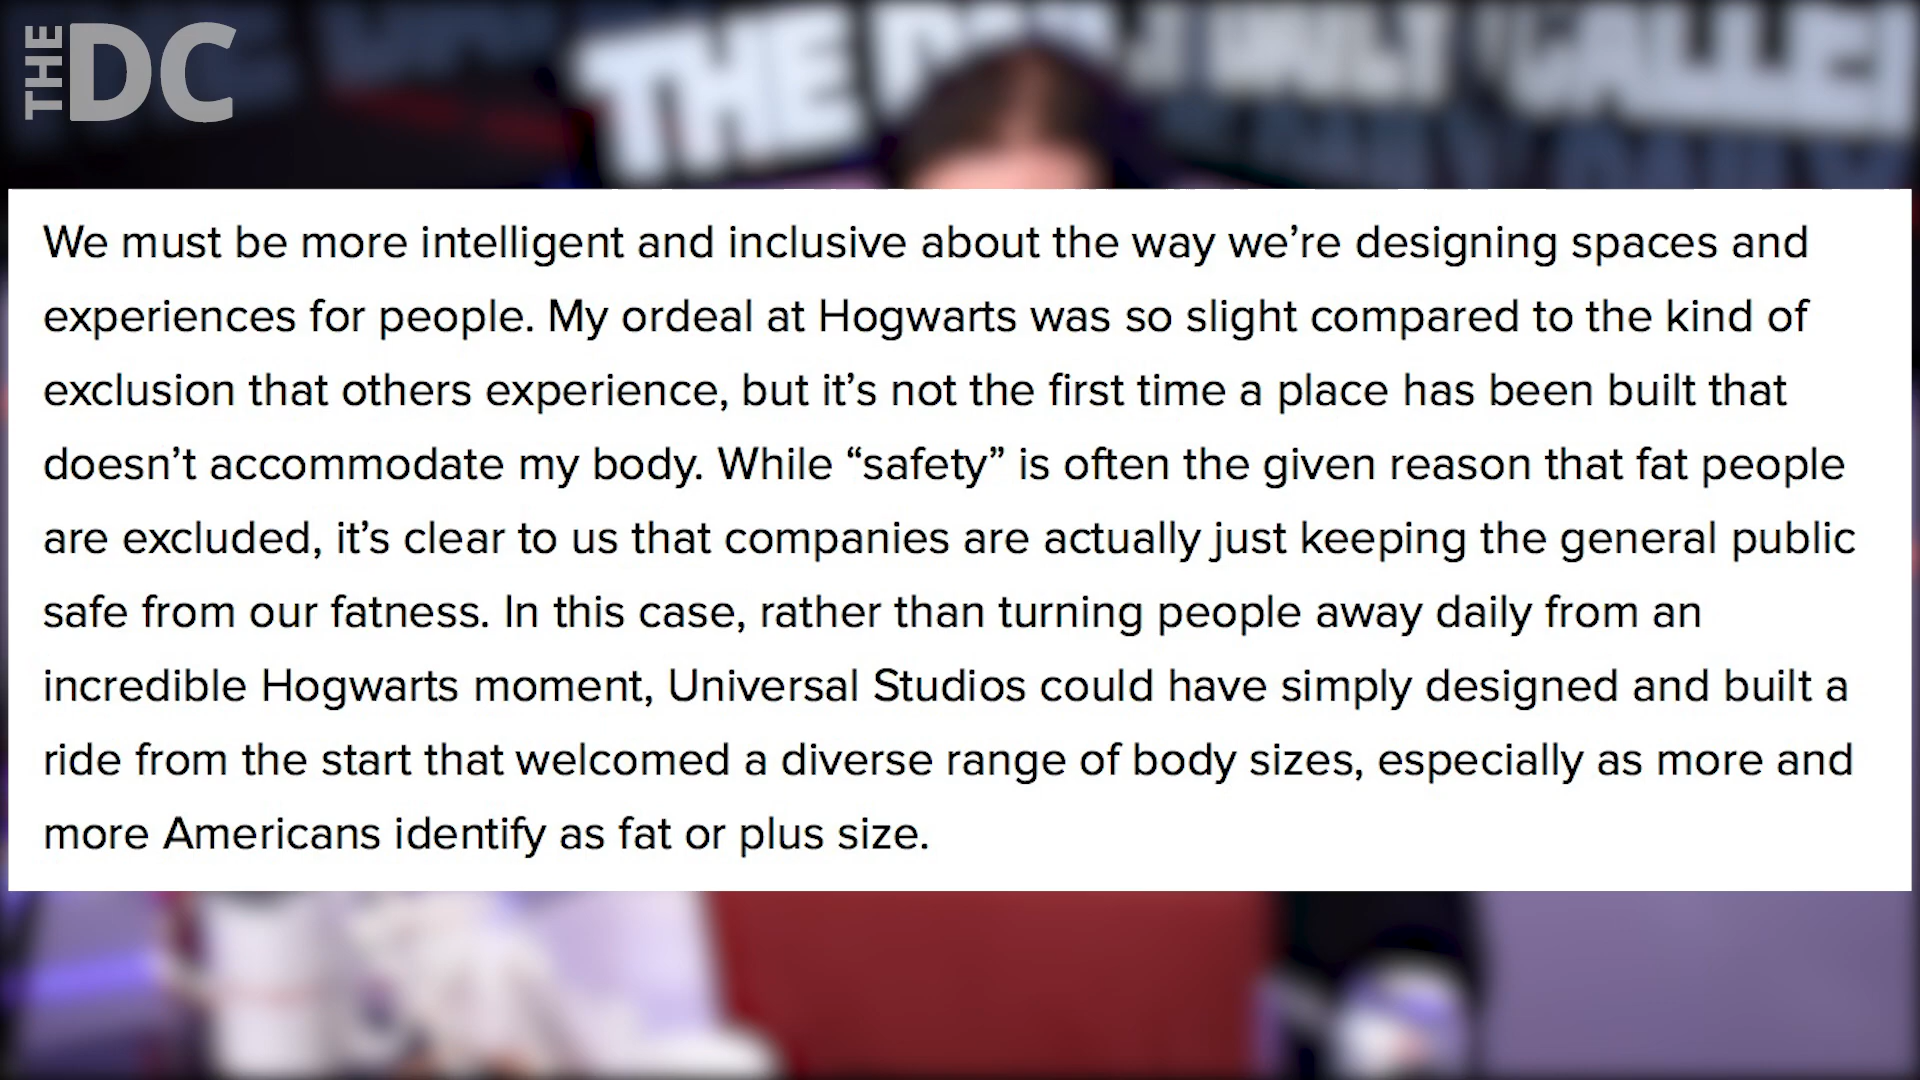 THE DC
THE DAILY CALLER
We must be more intelligent and inclusive about the way we’re designing spaces and
experiences for people. My ordeal at Hogwarts was so slight compared to the kind of
exclusion that others experience, but it’s not the first time a place has been built that
doesn’t accommodate my body. While “safety” is often the given reason that fat people
are excluded, it’s clear to us that companies are actually just keeping the general public
safe from our fatness. In this case, rather than turning people away daily from an
incredible Hogwarts moment, Universal Studios could have simply designed and built a
ride from the start that welcomed a diverse range of body sizes, especially as more and
more Americans identify as fat or plus size.